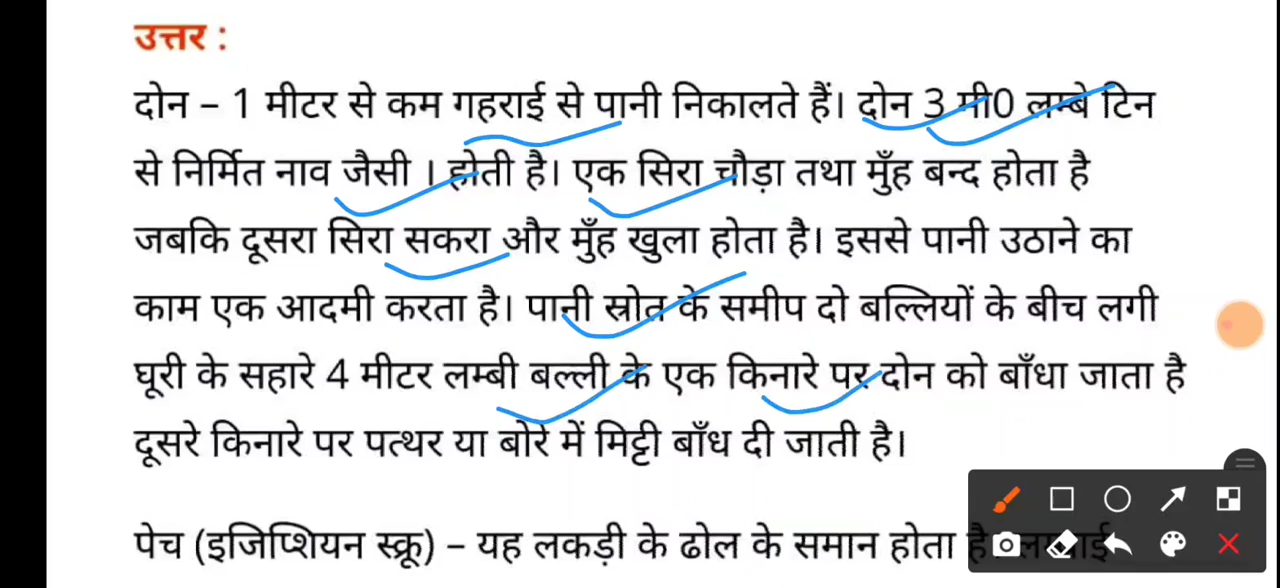 उत्तर :
दोन – 1 मीटर से कम गहराई से पानी निकालते हैं। दोन 3 मी0 लम्बे टिन
से निर्मित नाव जैसी । होती है। एक सिरा चौड़ा तथा मुँह बन्द होता है
जबकि दूसरा सिरा सकरा और मुँह खुला होता है। इससे पानी उठाने का
काम एक आदमी करता है। पानी स्रोत के समीप दो बल्लियों के बीच लगी
घूरी के सहारे 4 मीटर लम्बी बल्ली के एक किनारे पर दोन को बाँधा जाता है
दूसरे किनारे पर पत्थर या बोरे में मिट्टी बाँध दी जाती है।
पेच (इजिप्शियन स्क्रू) – यह लकड़ी के ढोल के समान होता है